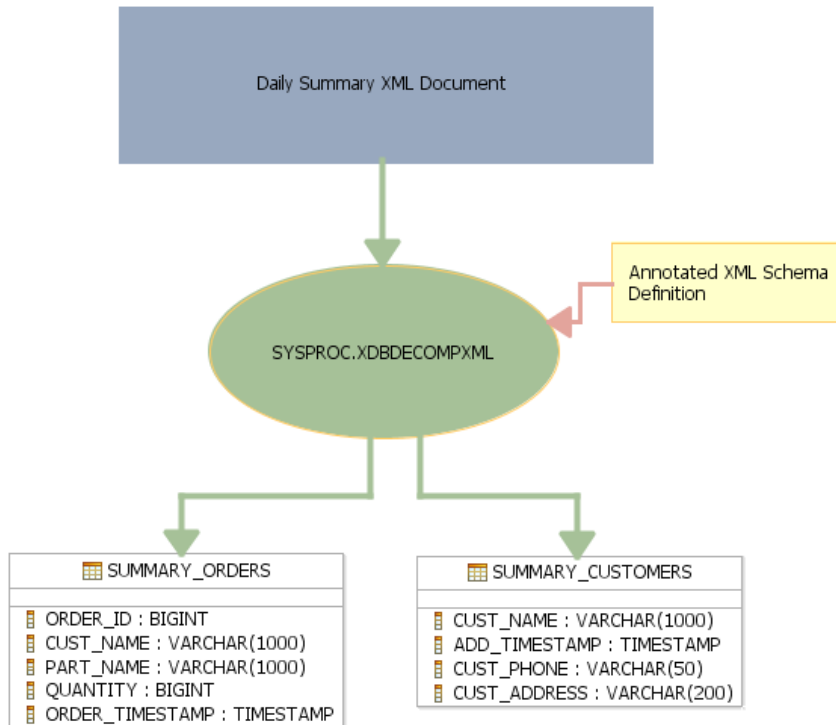 Daily Summary XML Document
Annotated XML Schema
Definition
SYSPROC.XDBDECOMPXML
SUMMARY_ORDERS
ORDER_ID : BIGINT
CUST_NAME : VARCHAR(1000)
PART_NAME : VARCHAR(1000)
QUANTITY : BIGINT
ORDER_TIMESTAMP : TIMESTAMP
SUMMARY_CUSTOMERS
CUST_NAME : VARCHAR(1000)
ADD_TIMESTAMP : TIMESTAMP
CUST_PHONE : VARCHAR(50)
CUST_ADDRESS : VARCHAR(200)